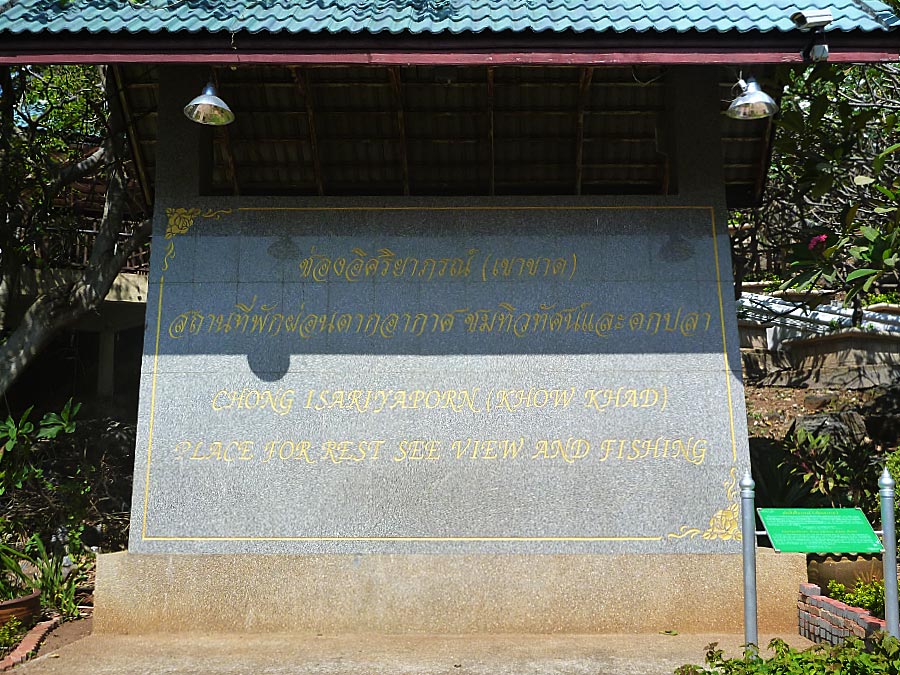 ช่องอิศริยาภรณ์ (เขาขาด)
สถานที่พักผ่อนตากอากาศ ชมทิวทัศน์และตกปลา
CHONG ISARIYAPORN (KHOW KHAD)
PLACE FOR REST SEE VIEW AND FISHING